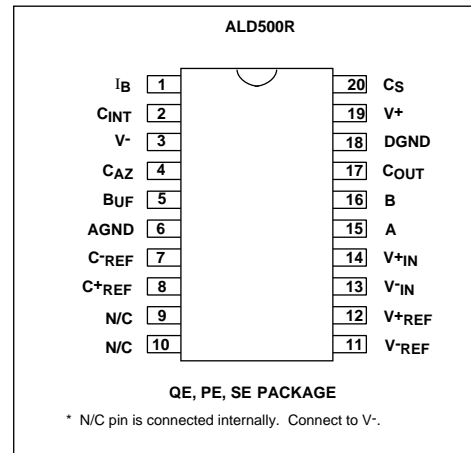 ALD500R
IB 1 20 CS
CINT 2 19 V+
V- 3 18 DGND
CAZ 4 17 COUT
BUF 5 16 B
AGND 6 15 A
C-REF 7 14 V+IN
C+REF 8 13 V-IN
N/C 9 12 V+REF
N/C 10 11 V-REF
QE, PE, SE PACKAGE
* N/C pin is connected internally. Connect to V-.